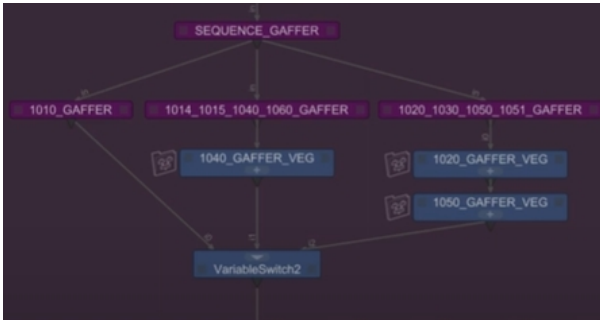 SEQUENCE_GAFFER
1010_GAFFER
1014_1015_1040_1060_GAFFER
1020_1030_1050_1051_GAFFER
1040_GAFFER_VEG
1020_GAFFER_VEG
1050_GAFFER_VEG
VariableSwitch2